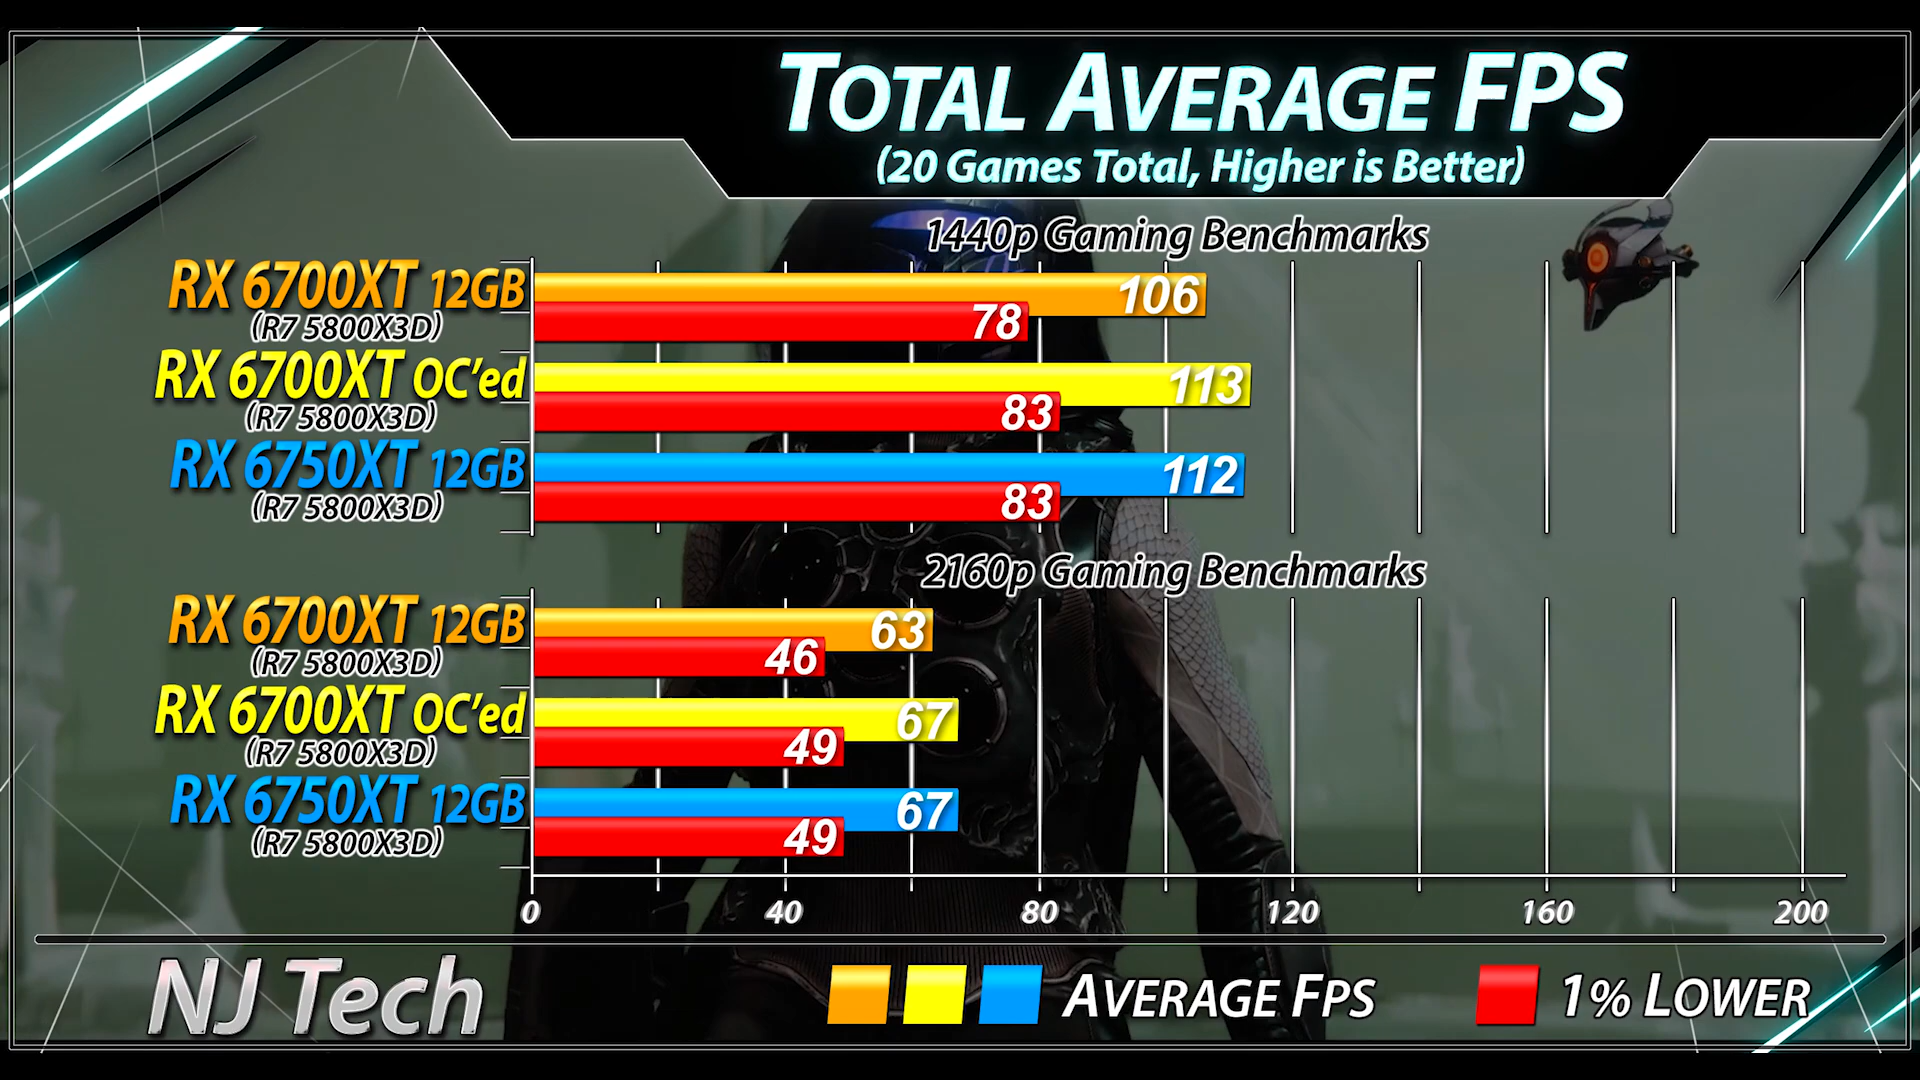 TOTAL AVERAGE FPS
(20 Games Total, Higher is Better)
1440p Gaming Benchmarks
RX 6700XT 12GB
(R7 5800X3D)
106
78
RX 6700XT OC'ed
(R7 5800X3D)
113
83
RX 6750XT 12GB
(R7 5800X3D)
112
83
2160p Gaming Benchmarks
RX 6700XT 12GB
(R7 5800X3D)
63
46
RX 6700XT OC'ed
(R7 5800X3D)
67
49
RX 6750XT 12GB
(R7 5800X3D)
67
49
0 40 80 120 160 200
NJ Tech
AVERAGE FPS
1% LOWER